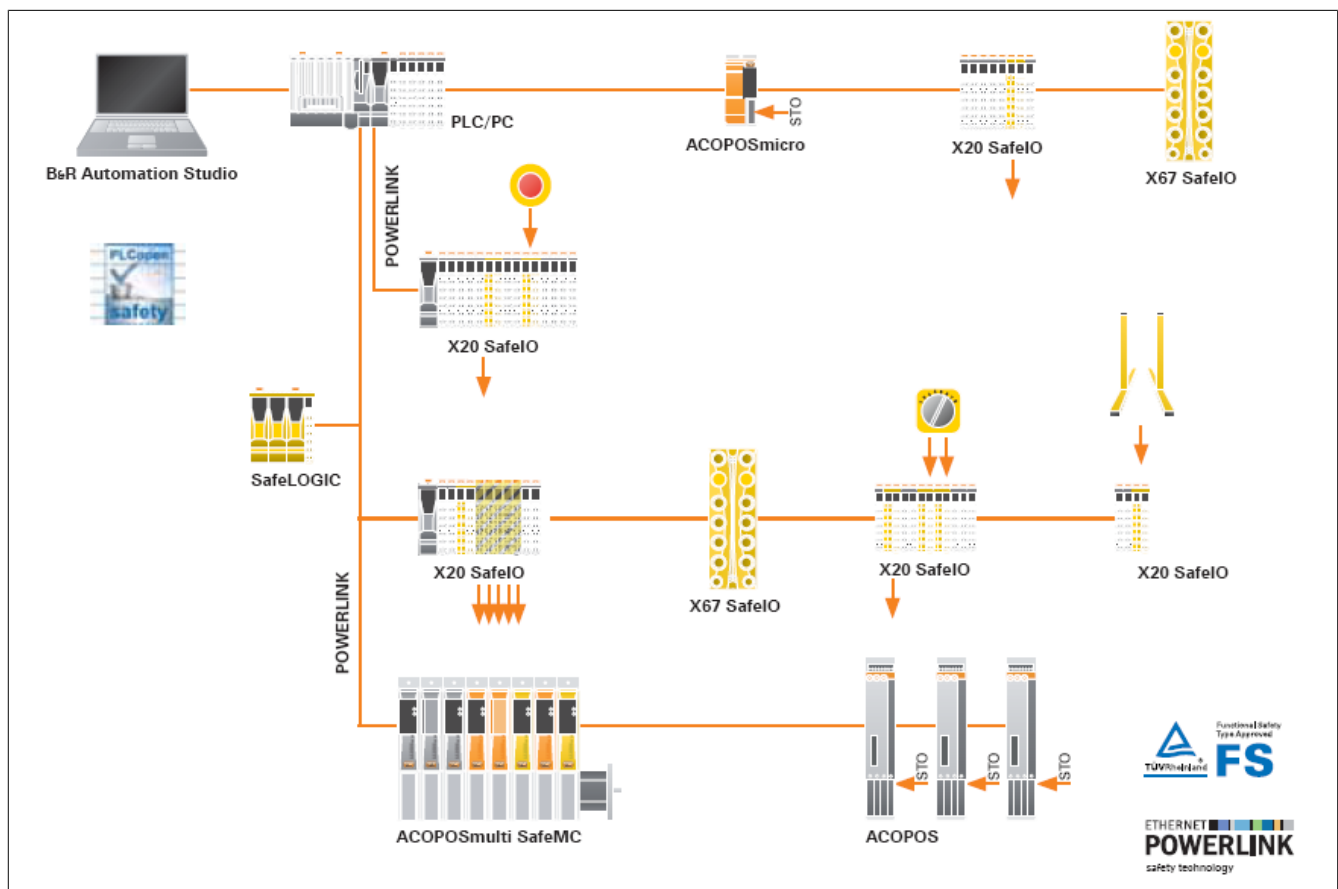 PLC/PC
STO
ACOPOSmicro
X20 SafeIO
X67 SafeIO
B&R Automation Studio
POWERLINK
PLCopen
safety
X20 SafeIO
SafeLOGIC
X20 SafeIO
X67 SafeIO
X20 SafeIO
X20 SafeIO
POWERLINK
STO
STO
STO
ACOPOSmulti SafeMC
ACOPOS
TÜVRheinland®
Functional Safety
Type Approved
FS
ETHERNET
POWERLINK
safety technology